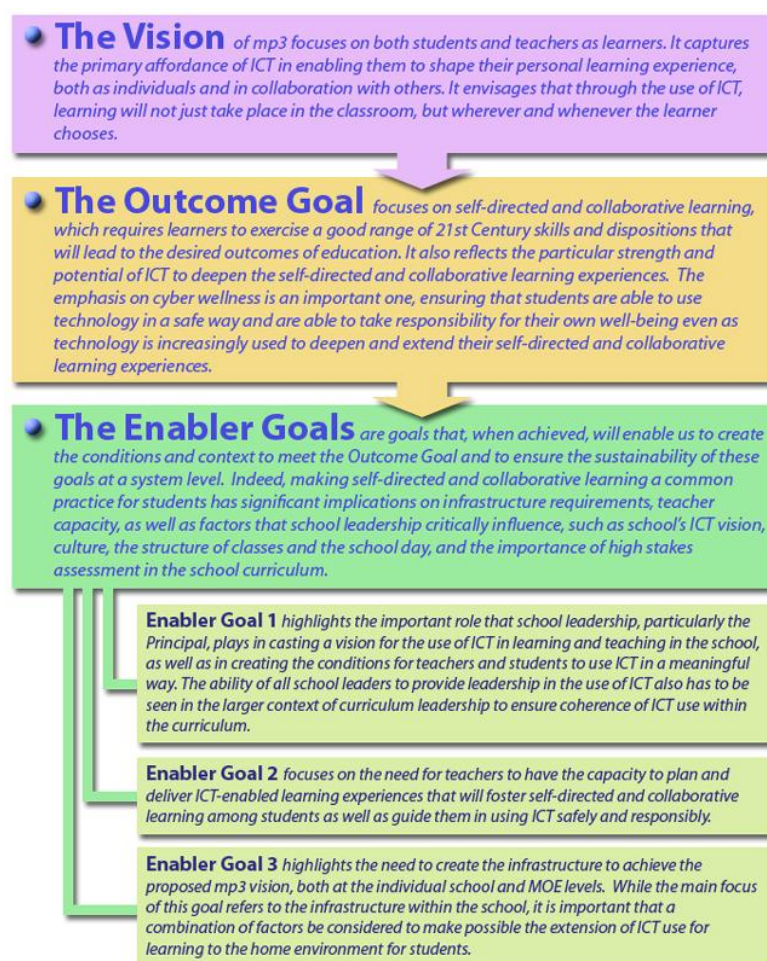 The Vision of mp3 focuses on both students and teachers as learners. It captures
the primary affordance of ICT in enabling them to shape their personal learning experience,
both as individuals and in collaboration with others. It envisages that through the use of ICT,
learning will not just take place in the classroom, but wherever and whenever the learner
chooses.
The Outcome Goal focuses on self-directed and collaborative learning,
which requires learners to exercise a good range of 21st Century skills and dispositions that
will lead to the desired outcomes of education. It also reflects the particular strength and
potential of ICT to deepen the self-directed and collaborative learning experiences. The
emphasis on cyber wellness is an important one, ensuring that students are able to use
technology in a safe way and are able to take responsibility for their own well-being even as
technology is increasingly used to deepen and extend their self-directed and collaborative
learning experiences.
The Enabler Goals are goals that, when achieved, will enable us to create
the conditions and context to meet the Outcome Goal and to ensure the sustainability of these
goals at a system level. Indeed, making self-directed and collaborative learning a common
practice for students has significant implications on infrastructure requirements, teacher
capacity, as well as factors that school leadership critically influence, such as school's ICT vision,
culture, the structure of classes and the school day, and the importance of high stakes
assessment in the school curriculum.
Enabler Goal 1 highlights the important role that school leadership, particularly the
Principal, plays in casting a vision for the use of ICT in learning and teaching in the school,
as well as in creating the conditions for teachers and students to use ICT in a meaningful
way. The ability of all school leaders to provide leadership in the use of ICT also has to be
seen in the larger context of curriculum leadership to ensure coherence of ICT use within
the curriculum.
Enabler Goal 2 focuses on the need for teachers to have the capacity to plan and
deliver ICT-enabled learning experiences that will foster self-directed and collaborative
learning among students as well as guide them in using ICT safely and responsibly.
Enabler Goal 3 highlights the need to create the infrastructure to achieve the
proposed mp3 vision, both at the individual school and MOE levels. While the main focus
of this goal refers to the infrastructure within the school, it is important that a
combination of factors be considered to make possible the extension of ICT use for
learning to the home environment for students.